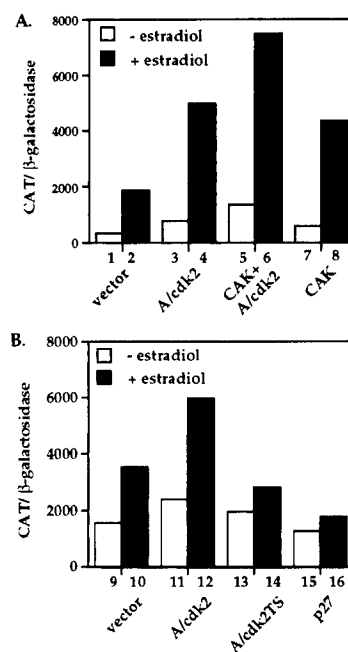 A.
8000
6000
4000
2000
0
CAT/ β-galactosidase
- estradiol
+ estradiol
1 2 3 4 5 6 7 8
vector
A/cdk2
CAK+
A/cdk2
CAK
B.
8000
6000
4000
2000
0
CAT/ β-galactosidase
- estradiol
+ estradiol
9 10 11 12 13 14 15 16
vector
A/cdk2
A/cdk2TS
P27